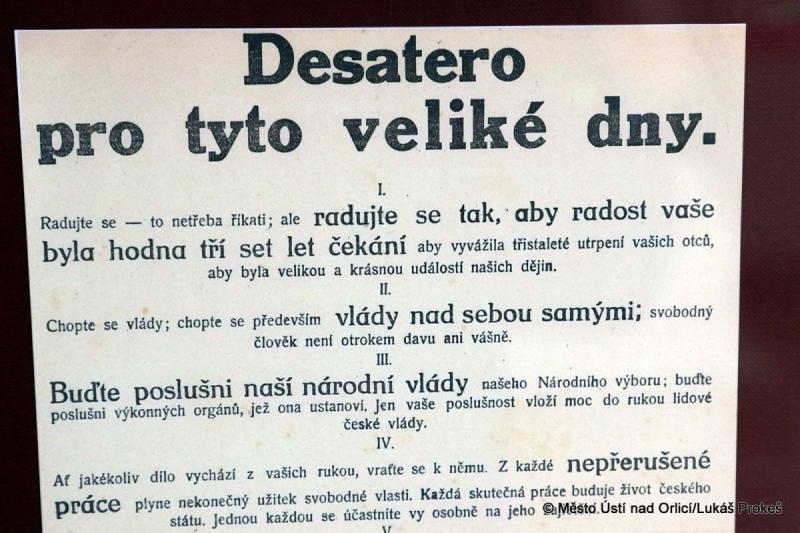 Desatero
pro tyto veliké dny.
I.
Radujte se — to netřeba říkati; ale radujte se tak, aby radost vaše
byla hodna tří set let čekání aby vyvážila třistaleté utrpení vašich otců,
aby byla velikou a krásnou událostí našich dějin.
II.
Chopte se vlády; chopte se především vlády nad sebou samými; svobodný
člověk není otrokem davu ani vášně.
III.
Buďte poslušni naší národní vlády našeho Národního výboru; buďte
poslušni výkonných orgánů, jež ona ustanoví. Jen vaše poslušnost vloží moc do rukou lidové
české vlády.
IV.
Ať jakékoliv dílo vychází z vašich rukou, vraťte se k němu. Z každé nepřerušené
práce plyne nekonečný užitek svobodné vlasti. Každá skutečná práce buduje život českého
státu. Jednou každou se účastníte vy osobně na jeho
© Město Ústí nad Orlicí/Lukáš Prokeš
V.